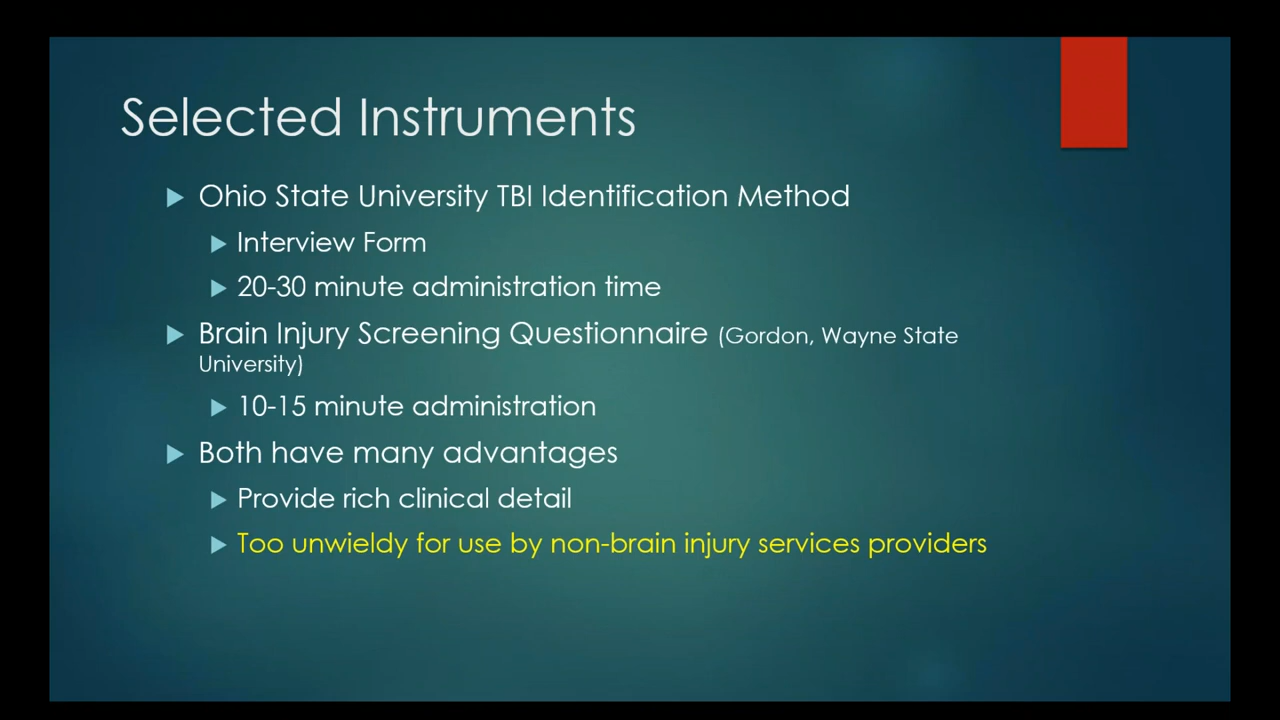 Selected Instruments
Ohio State University TBI Identification Method
Interview Form
20-30 minute administration time
Brain Injury Screening Questionnaire (Gordon, Wayne State
University)
10-15 minute administration
Both have many advantages
Provide rich clinical detail
Too unwieldy for use by non-brain injury services providers